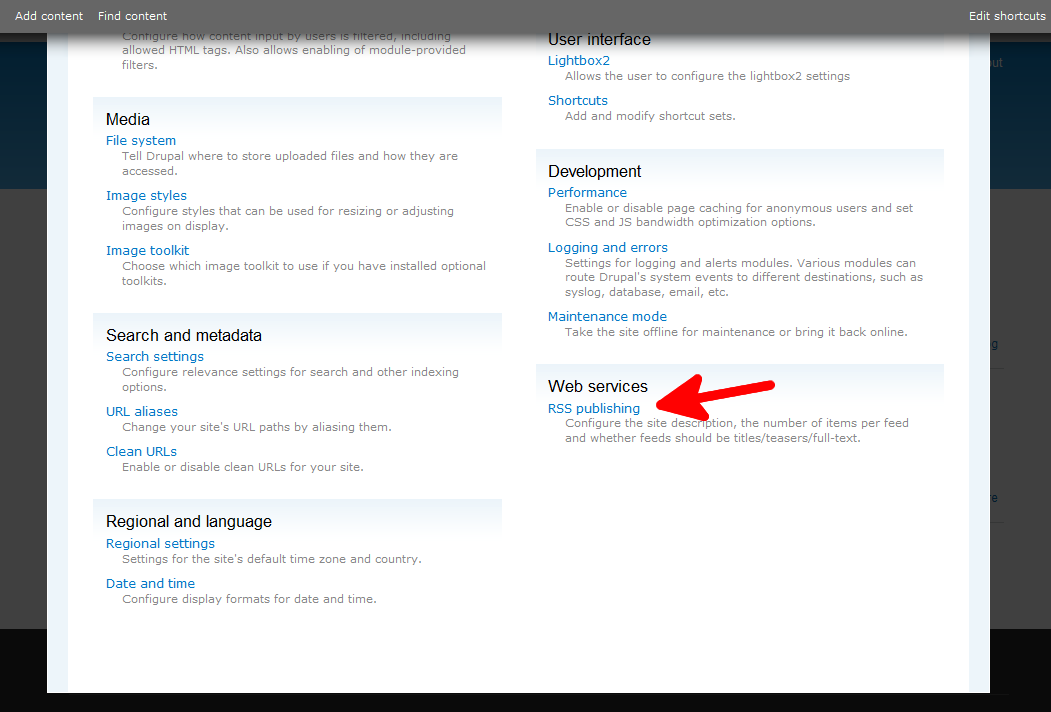 Add content Find content Edit shortcuts
Configure how content input by users is filtered, including
allowed HTML tags. Also allows enabling of module-provided
filters.
Media
File system
Tell Drupal where to store uploaded files and how they are
accessed.
Image styles
Configure styles that can be used for resizing or adjusting
images on display.
Image toolkit
Choose which image toolkit to use if you have installed optional
toolkits.
Search and metadata
Search settings
Configure relevance settings for search and other indexing
options.
URL aliases
Change your site's URL paths by aliasing them.
Clean URLs
Enable or disable clean URLs for your site.
Regional and language
Regional settings
Settings for the site's default time zone and country.
Date and time
Configure display formats for date and time.
User interface
Lightbox2
Allows the user to configure the lightbox2 settings
Shortcuts
Add and modify shortcut sets.
Development
Performance
Enable or disable page caching for anonymous users and set
CSS and JS bandwidth optimization options.
Logging and errors
Settings for logging and alerts modules. Various modules can
route Drupal's system events to different destinations, such as
syslog, database, email, etc.
Maintenance mode
Take the site offline for maintenance or bring it back online.
Web services
RSS publishing
Configure the site description, the number of items per feed
and whether feeds should be titles/teasers/full-text.